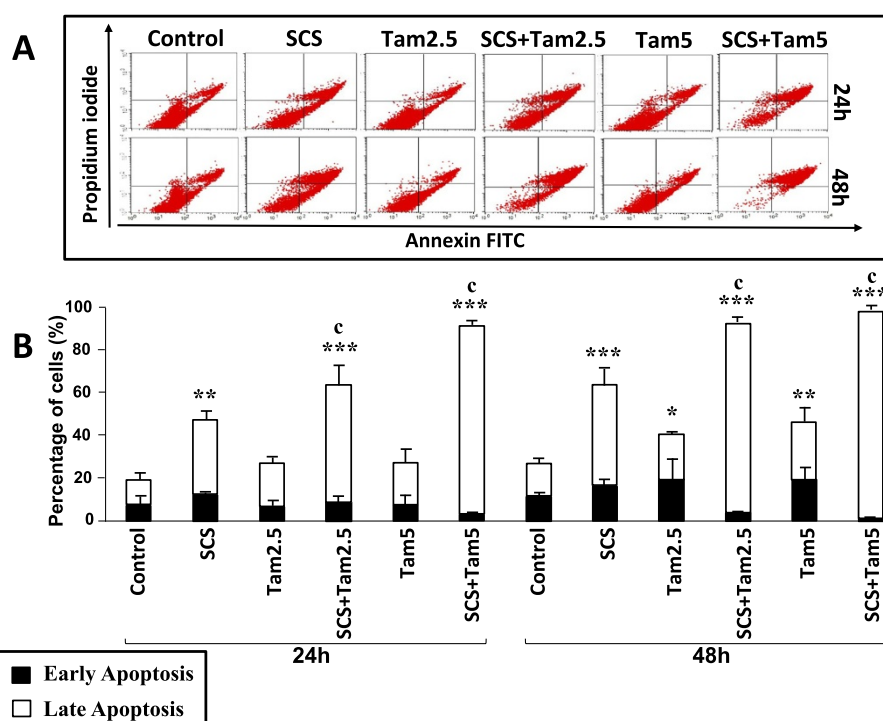 A
Control SCS Tam2.5 SCS+Tam2.5 Tam5 SCS+Tam5
Propidium iodide
24h
48h
Annexin FITC
B
Percentage of cells (%)
100
80
60
40
20
0
** c *** c *** *** * c *** ** c ***
Control SCS Tam2.5 SCS+Tam2.5 Tam5 SCS+Tam5 Control SCS Tam2.5 SCS+Tam2.5 Tam5 SCS+Tam5
24h 48h
Early Apoptosis
Late Apoptosis